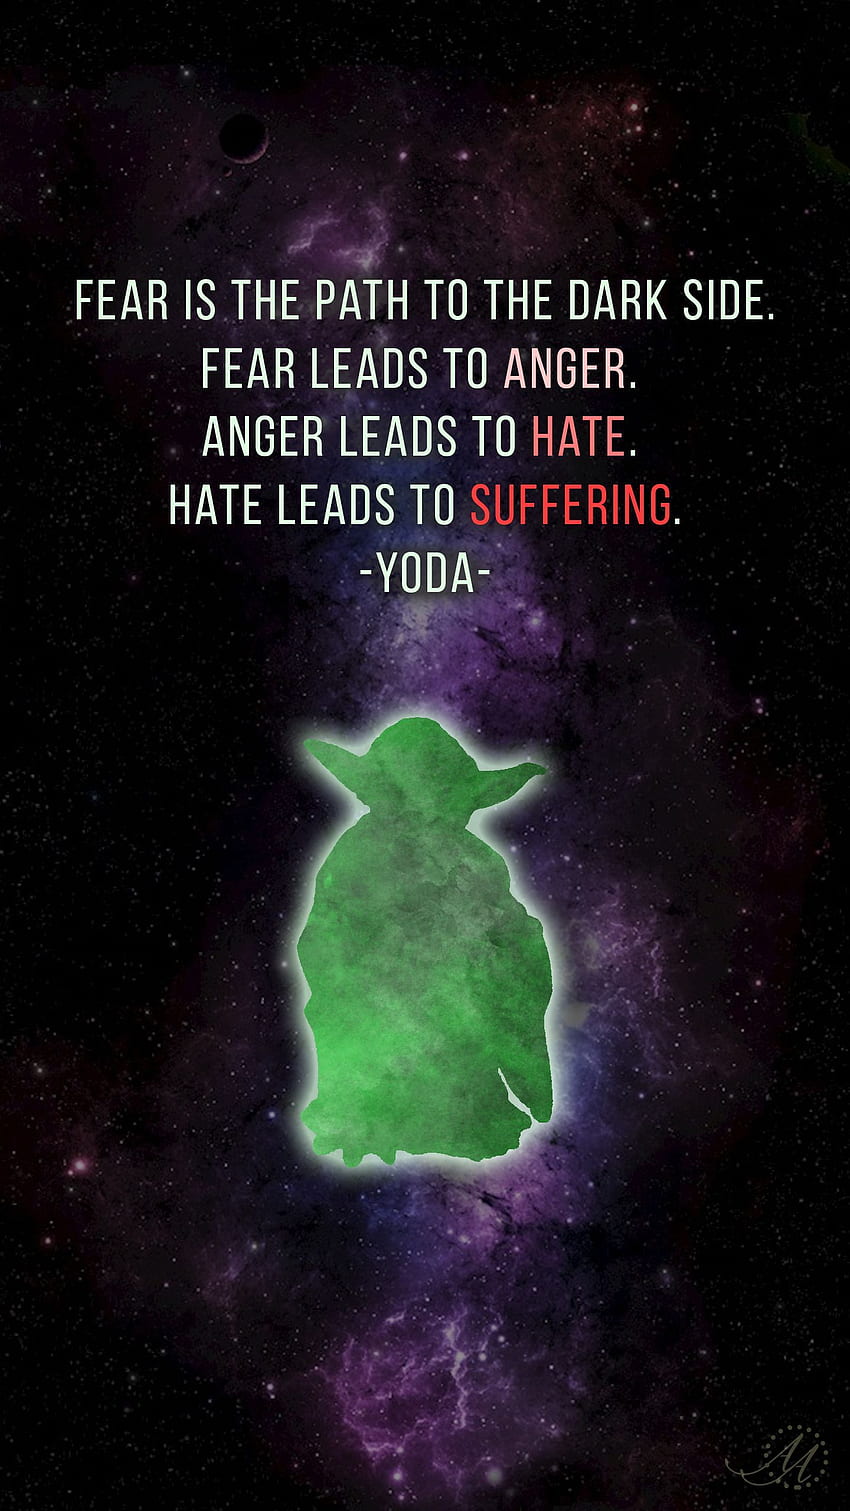 FEAR IS THE PATH TO THE DARK SIDE.
FEAR LEADS TO ANGER.
ANGER LEADS TO HATE.
HATE LEADS TO SUFFERING.
-YODA-